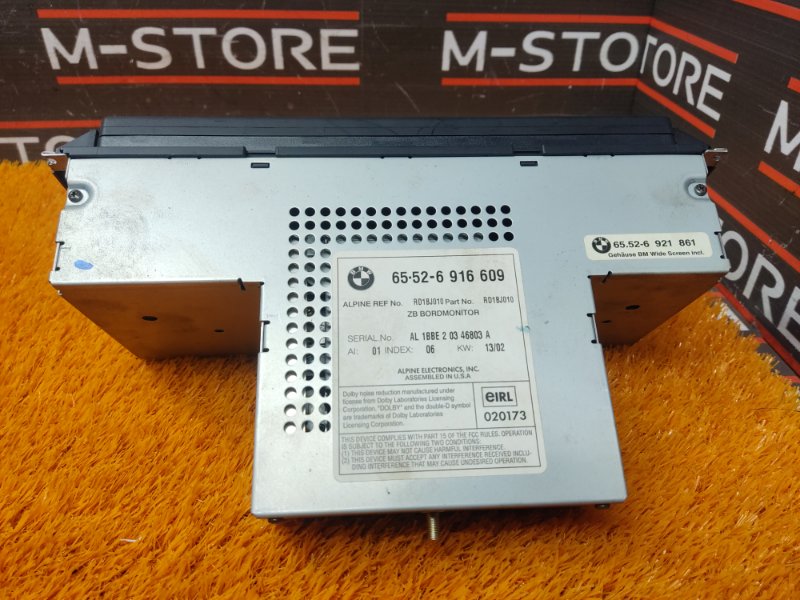 M-STORE
M-STORE
M-STORE
65.52-6 921 861
Gehäuse BM Wide Screen incl.
65·52-6 916 609
ALPINE REF No. RD1BJ010 Part No. RD1BJ010
ZB BORDMONITOR
SERIAL.No. AL 1BBE 2 03 46803 A
AI: 01 INDEX: 06 KW: 13/02
ALPINE ELECTRONICS, INC.
ASSEMBLED IN U.S.A
Dolby noise reduction manufactured under
license from Dolby Laboratories Licensing
Corporation. "DOLBY" and the double-D symbol
are trademarks of Dolby Laboratories
Licensing Corporation.
eIRL
020173
THIS DEVICE COMPLIES WITH PART 15 OF THE FCC RULES. OPERATION
IS SUBJECT TO THE FOLLOWING TWO CONDITIONS:
(1) THIS DEVICE MAY NOT CAUSE HARMFUL INTERFERENCE.
(2) THIS DEVICE MUST ACCEPT ANY INTERFERENCE RECEIVED INCLU-
DING INTERFERENCE THAT MAY CAUSE UNDESIRED OPERATION.